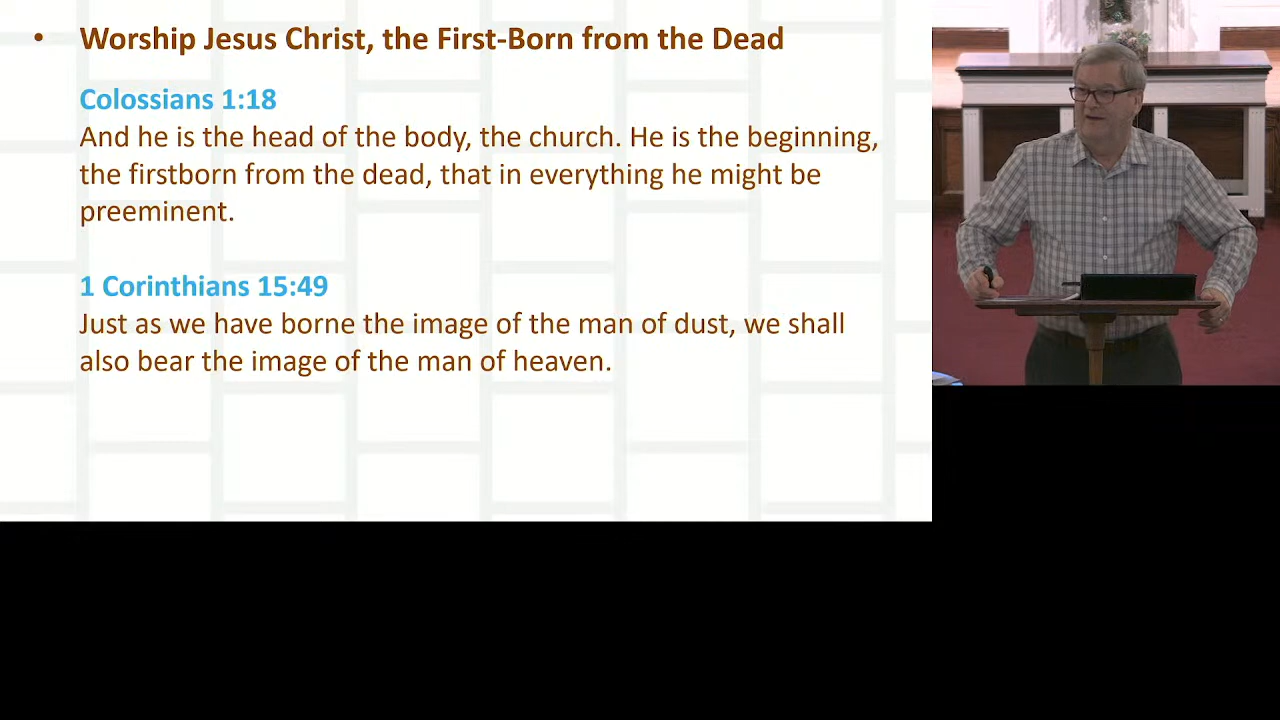 • Worship Jesus Christ, the First-Born from the Dead
Colossians 1:18
And he is the head of the body, the church. He is the beginning,
the firstborn from the dead, that in everything he might be
preeminent.
1 Corinthians 15:49
Just as we have borne the image of the man of dust, we shall
also bear the image of the man of heaven.